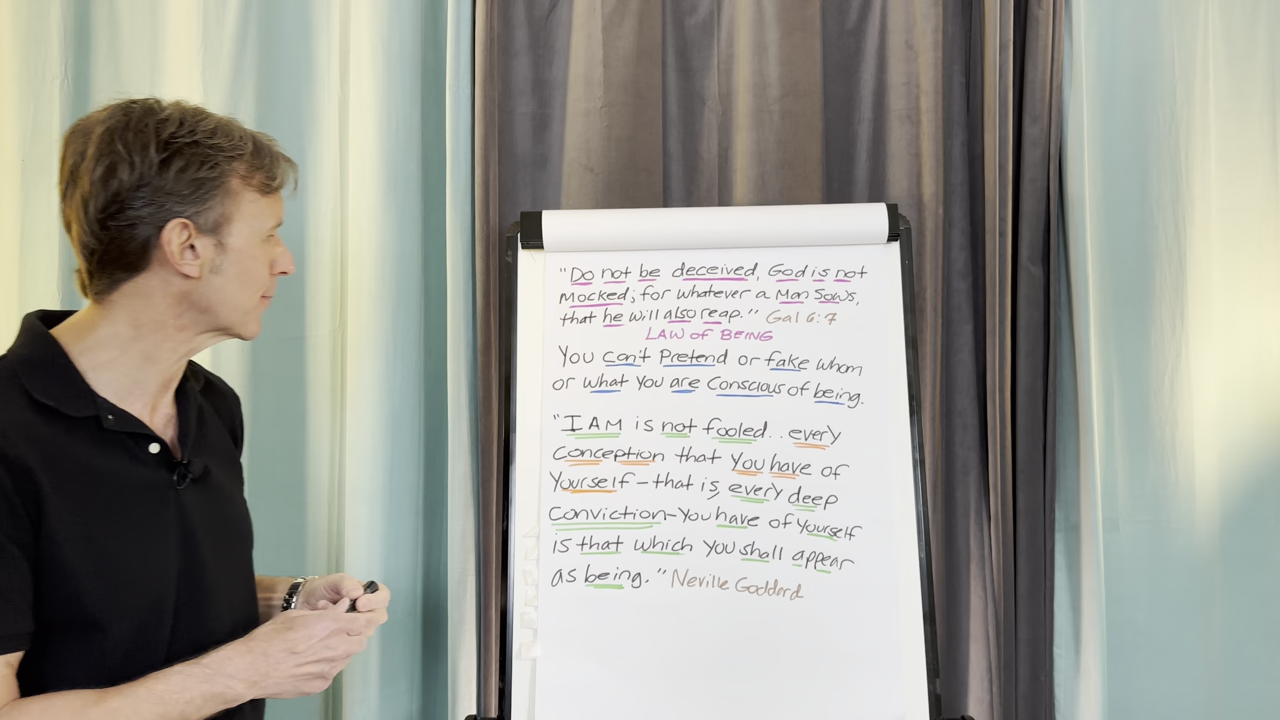 "Do not be deceived, God is not
Mocked; for whatever a Man Sows,
that he will also reap." Gal 6:7
LAW of BEING
You can't Pretend or fake whom
or what you are Conscious of being.
"I AM is not fooled.. every
Conception that You have of
Yourself-that is, every deep
Conviction-You have of Yourself
is that which you shall appear
as being." Neville Goddard